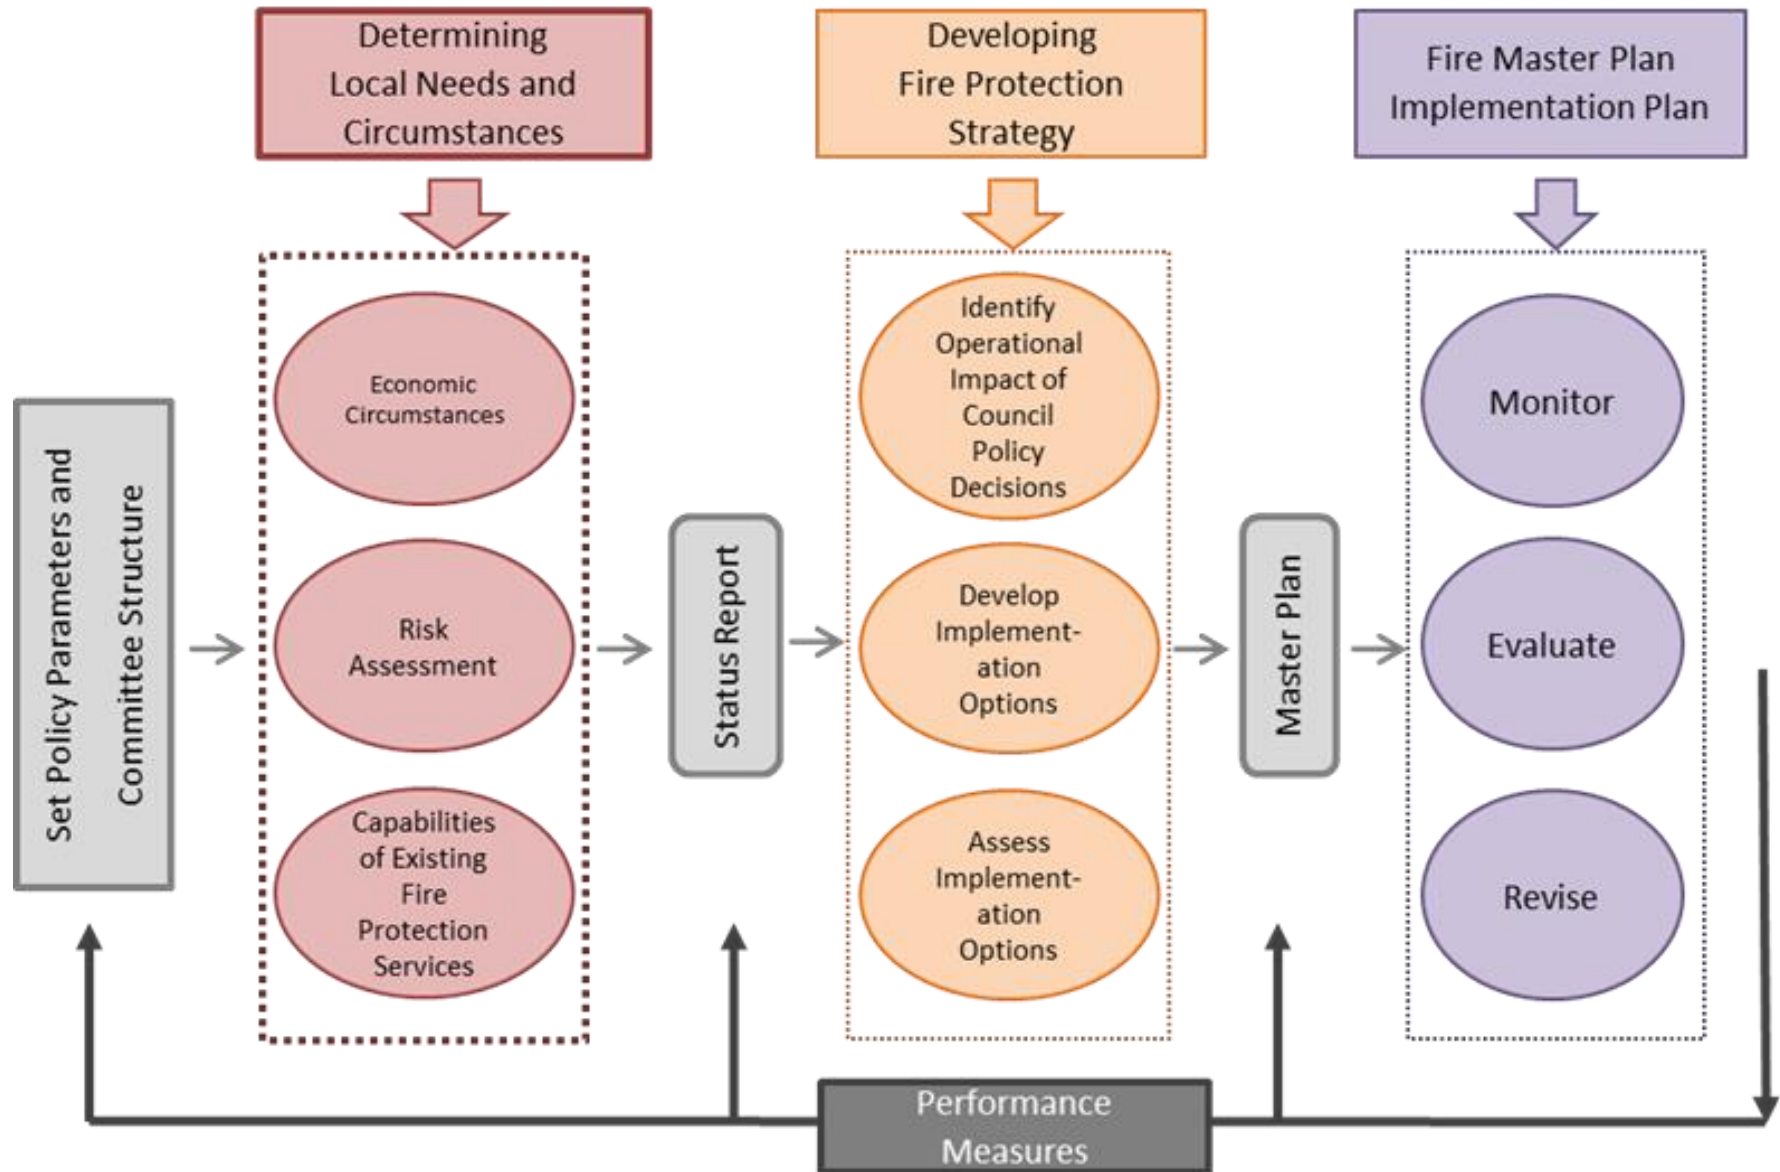 Determining
Local Needs and
Circumstances
Developing
Fire Protection
Strategy
Fire Master Plan
Implementation Plan
Set Policy Parameters and
Committee Structure
Economic
Circumstances
Risk
Assessment
Capabilities
of Existing
Fire
Protection
Services
Status Report
Identify
Operational
Impact of
Council
Policy
Decisions
Develop
Implement-
ation
Options
Assess
Implement-
ation
Options
Master Plan
Monitor
Evaluate
Revise
Performance
Measures